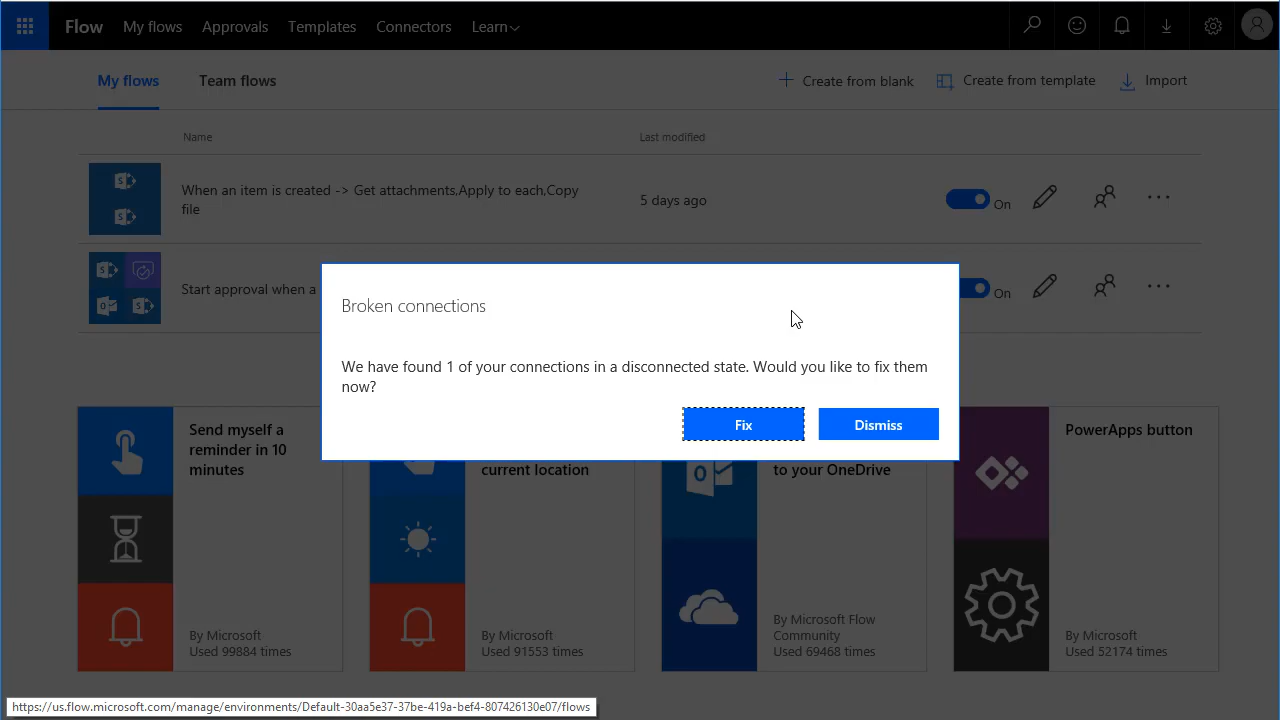 Flow My flows Approvals Templates Connectors Learn
My flows Team flows Create from blank Create from template Import
Name Last modified
When an item is created -> Get attachments,Apply to each,Copy
file
5 days ago
On
Start approval when a
On
Broken connections
We have found 1 of your connections in a disconnected state. Would you like to fix them
now?
Fix Dismiss
Send myself a
reminder in 10
minutes
By Microsoft
Used 99884 times
current location
By Microsoft
Used 91553 times
to your OneDrive
By Microsoft Flow
Community
Used 69468 times
PowerApps button
By Microsoft
Used 52174 times
https://us.flow.microsoft.com/manage/environments/Default-30aa5e37-37be-419a-bef4-807426130e07/flows